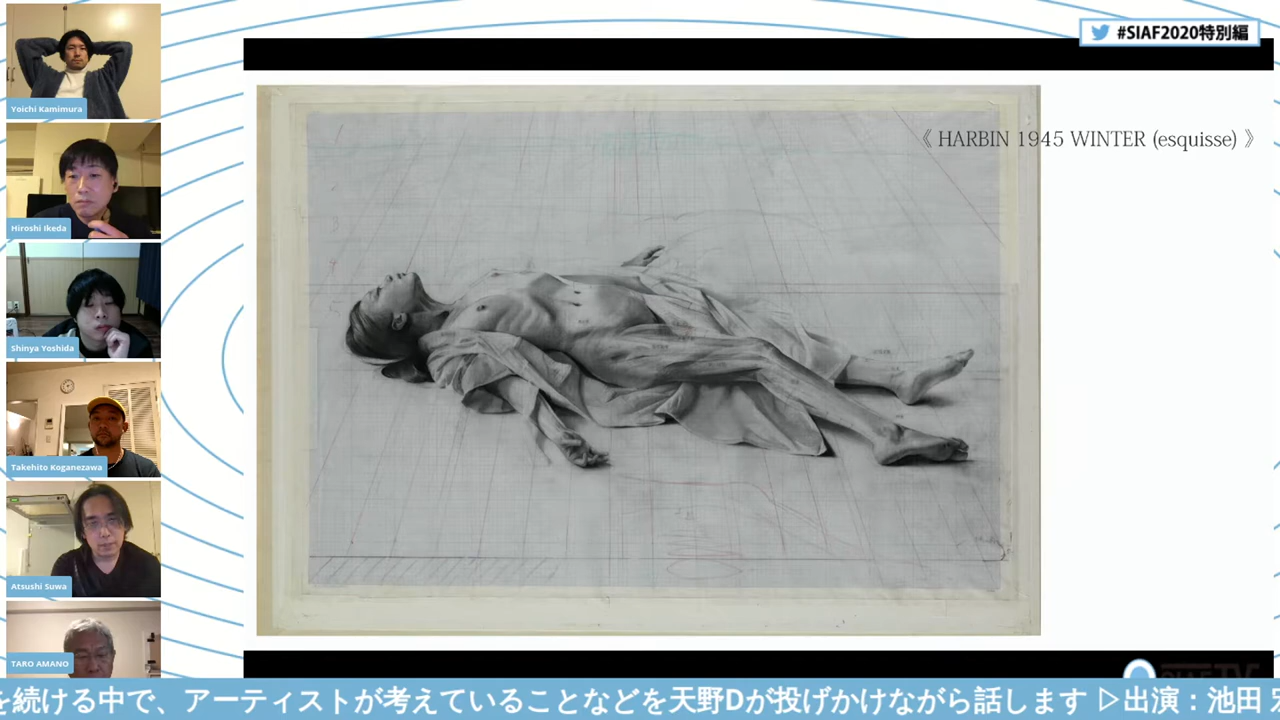 #SIAF2020特別編
《 HARBIN 1945 WINTER (esquisse) 》
Yoichi Kamimura
Hiroshi Ikeda
Shinya Yoshida
Takehito Koganezawa
Atsushi Suwa
TARO AMANO
を続ける中で、アーティストが考えていることなどを天野Dが投げかけながら話します ▷出演：池田